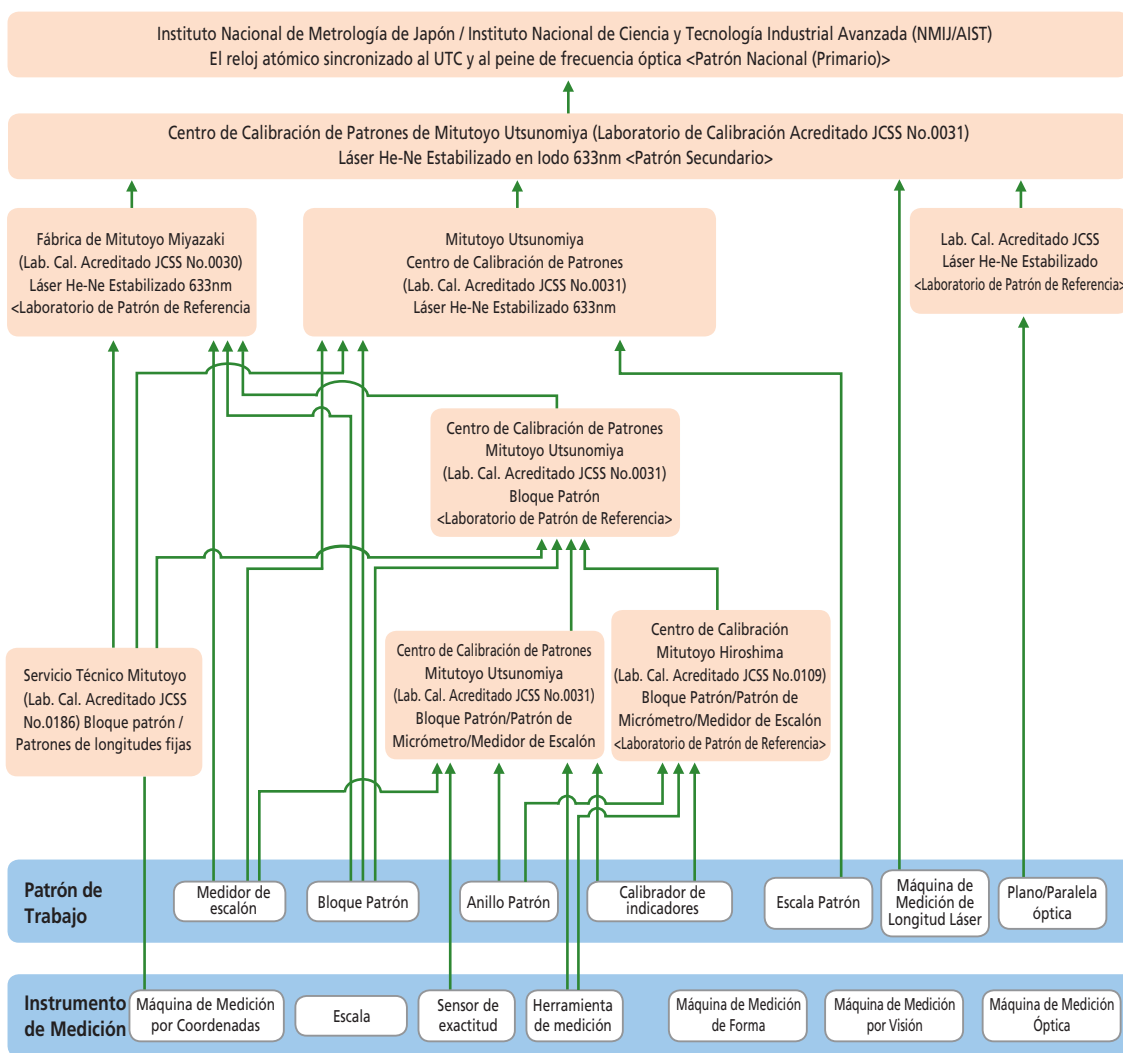 Instituto Nacional de Metrología de Japón / Instituto Nacional de Ciencia y Tecnología Industrial Avanzada (NMIJ/AIST)
El reloj atómico sincronizado al UTC y al peine de frecuencia óptica <Patrón Nacional (Primario)>
Centro de Calibración de Patrones de Mitutoyo Utsunomiya (Laboratorio de Calibración Acreditado JCSS No.0031)
Láser He-Ne Estabilizado en Iodo 633nm <Patrón Secundario>
Fábrica de Mitutoyo Miyazaki
(Lab. Cal. Acreditado JCSS No.0030)
Láser He-Ne Estabilizado 633nm
<Laboratorio de Patrón de Referencia
Mitutoyo Utsunomiya
Centro de Calibración de Patrones
(Lab. Cal. Acreditado JCSS No.0031)
Láser He-Ne Estabilizado 633nm
Lab. Cal. Acreditado JCSS
Láser He-Ne Estabilizado
<Laboratorio de Patrón de Referencia>
Centro de Calibración de Patrones
Mitutoyo Utsunomiya
(Lab. Cal. Acreditado JCSS No.0031)
Bloque Patrón
<Laboratorio de Patrón de Referencia>
Servicio Técnico Mitutoyo
(Lab. Cal. Acreditado JCSS
No.0186) Bloque patrón /
Patrones de longitudes fijas
Centro de Calibración de Patrones
Mitutoyo Utsunomiya
(Lab. Cal. Acreditado JCSS No.0031)
Bloque Patrón/Patrón de
Micrómetro/Medidor de Escalón
Centro de Calibración
Mitutoyo Hiroshima
(Lab. Cal. Acreditado JCSS No.0109)
Bloque Patrón/Patrón de
Micrómetro/Medidor de Escalón
<Laboratorio de Patrón de Referencia>
Patrón de
Trabajo
Medidor de
escalón
Bloque Patrón
Anillo Patrón
Calibrador de
indicadores
Escala Patrón
Máquina de
Medición de
Longitud Láser
Plano/Paralela
óptica
Instrumento
de Medición
Máquina de Medición
por Coordenadas
Escala
Sensor de
exactitud
Herramienta
de medición
Máquina de Medición
de Forma
Máquina de Medición
por Visión
Máquina de Medición
Óptica